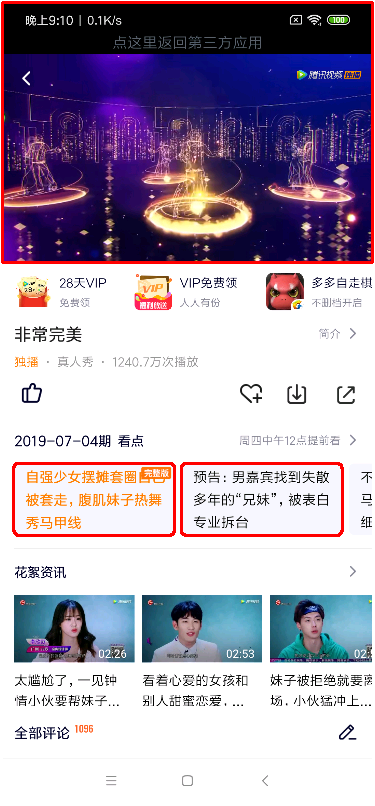 晚上9:10 | 0.1K/s
100
点这里返回第三方应用
腾讯视频 独播
28天VIP
免费领
VIP
VIP免费领
人人有份
多多自走棋
不删档开启
非常完美
简介
独播 · 真人秀 · 1240.7万次播放
2019-07-04期 看点
周四中午12点提前看
自强少女摆摊套圈
完整版
被套走，腹肌妹子热舞
秀马甲线
预告：男嘉宾找到失散
多年的“兄妹”，被表白
专业拆台
不
马
细
花絮资讯
02:26
02:53
太尴尬了，一见钟
情小伙要帮妹子...
看着心爱的女孩和
别人甜蜜恋爱，...
妹子被拒绝就要离
场，小伙猛冲上...
全部评论 1096